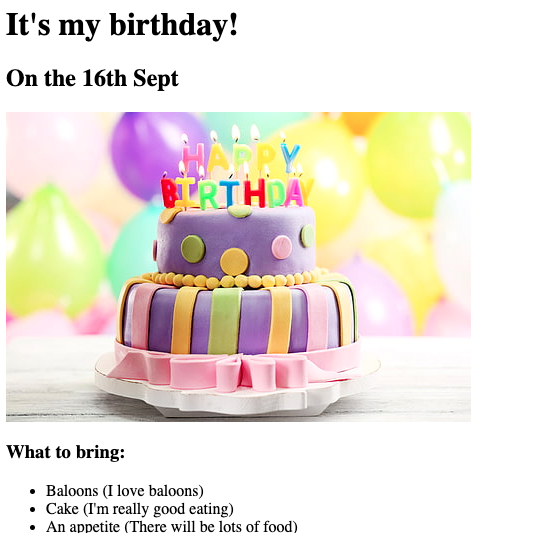 It's my birthday!
On the 16th Sept
HAPPY
BIRTHDAY
What to bring:
Baloons (I love baloons)
Cake (I'm really good eating)
An appetite (There will be lots of food)